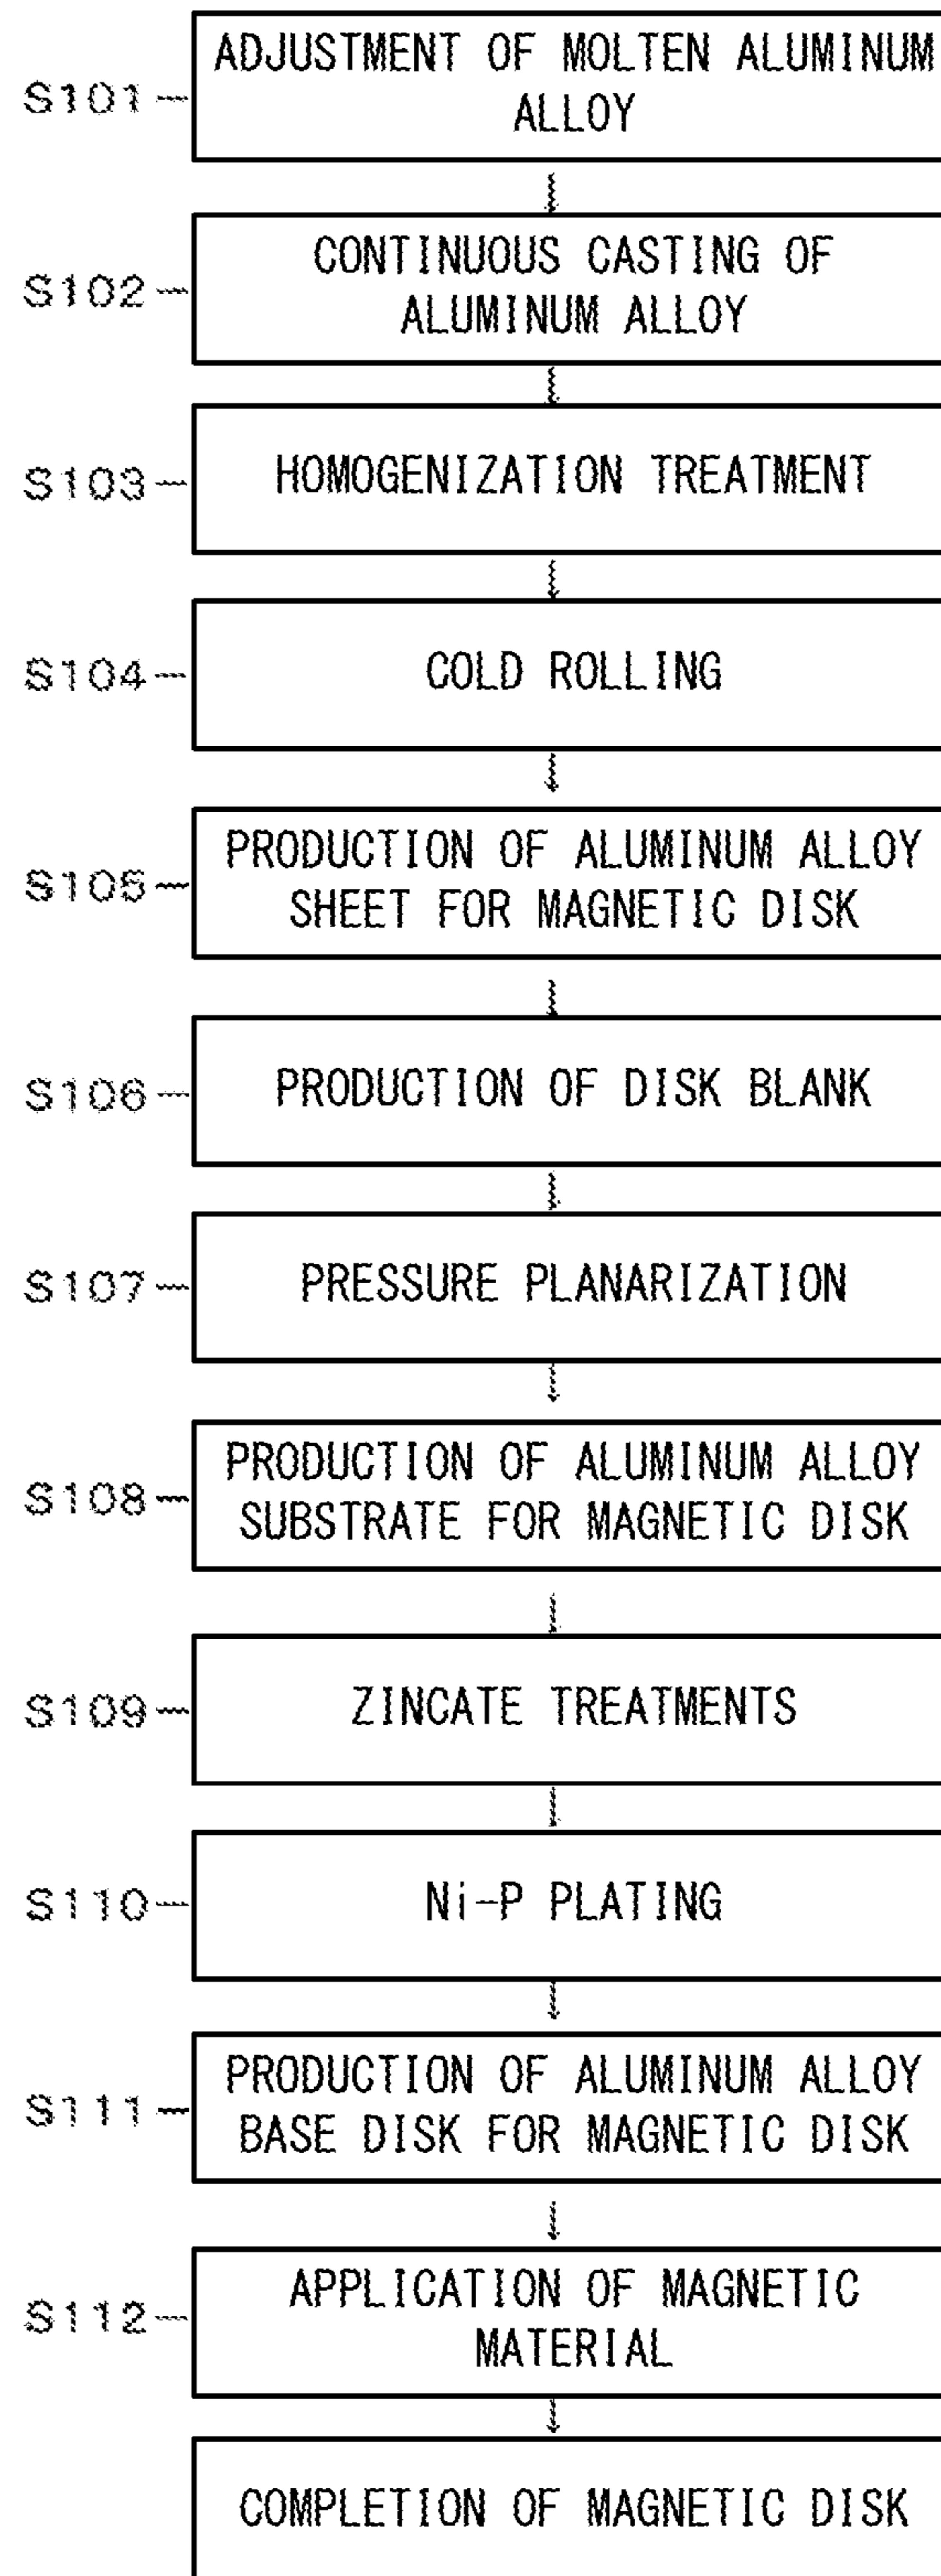 S101
ADJUSTMENT OF MOLTEN ALUMINUM
ALLOY
S102
CONTINUOUS CASTING OF
ALUMINUM ALLOY
S103
HOMOGENIZATION TREATMENT
S104
COLD ROLLING
S105
PRODUCTION OF ALUMINUM ALLOY
SHEET FOR MAGNETIC DISK
S106
PRODUCTION OF DISK BLANK
S107
PRESSURE PLANARIZATION
S108
PRODUCTION OF ALUMINUM ALLOY
SUBSTRATE FOR MAGNETIC DISK
S109
ZINCATE TREATMENTS
S110
Ni-P PLATING
S111
PRODUCTION OF ALUMINUM ALLOY
BASE DISK FOR MAGNETIC DISK
S112
APPLICATION OF MAGNETIC
MATERIAL
COMPLETION OF MAGNETIC DISK